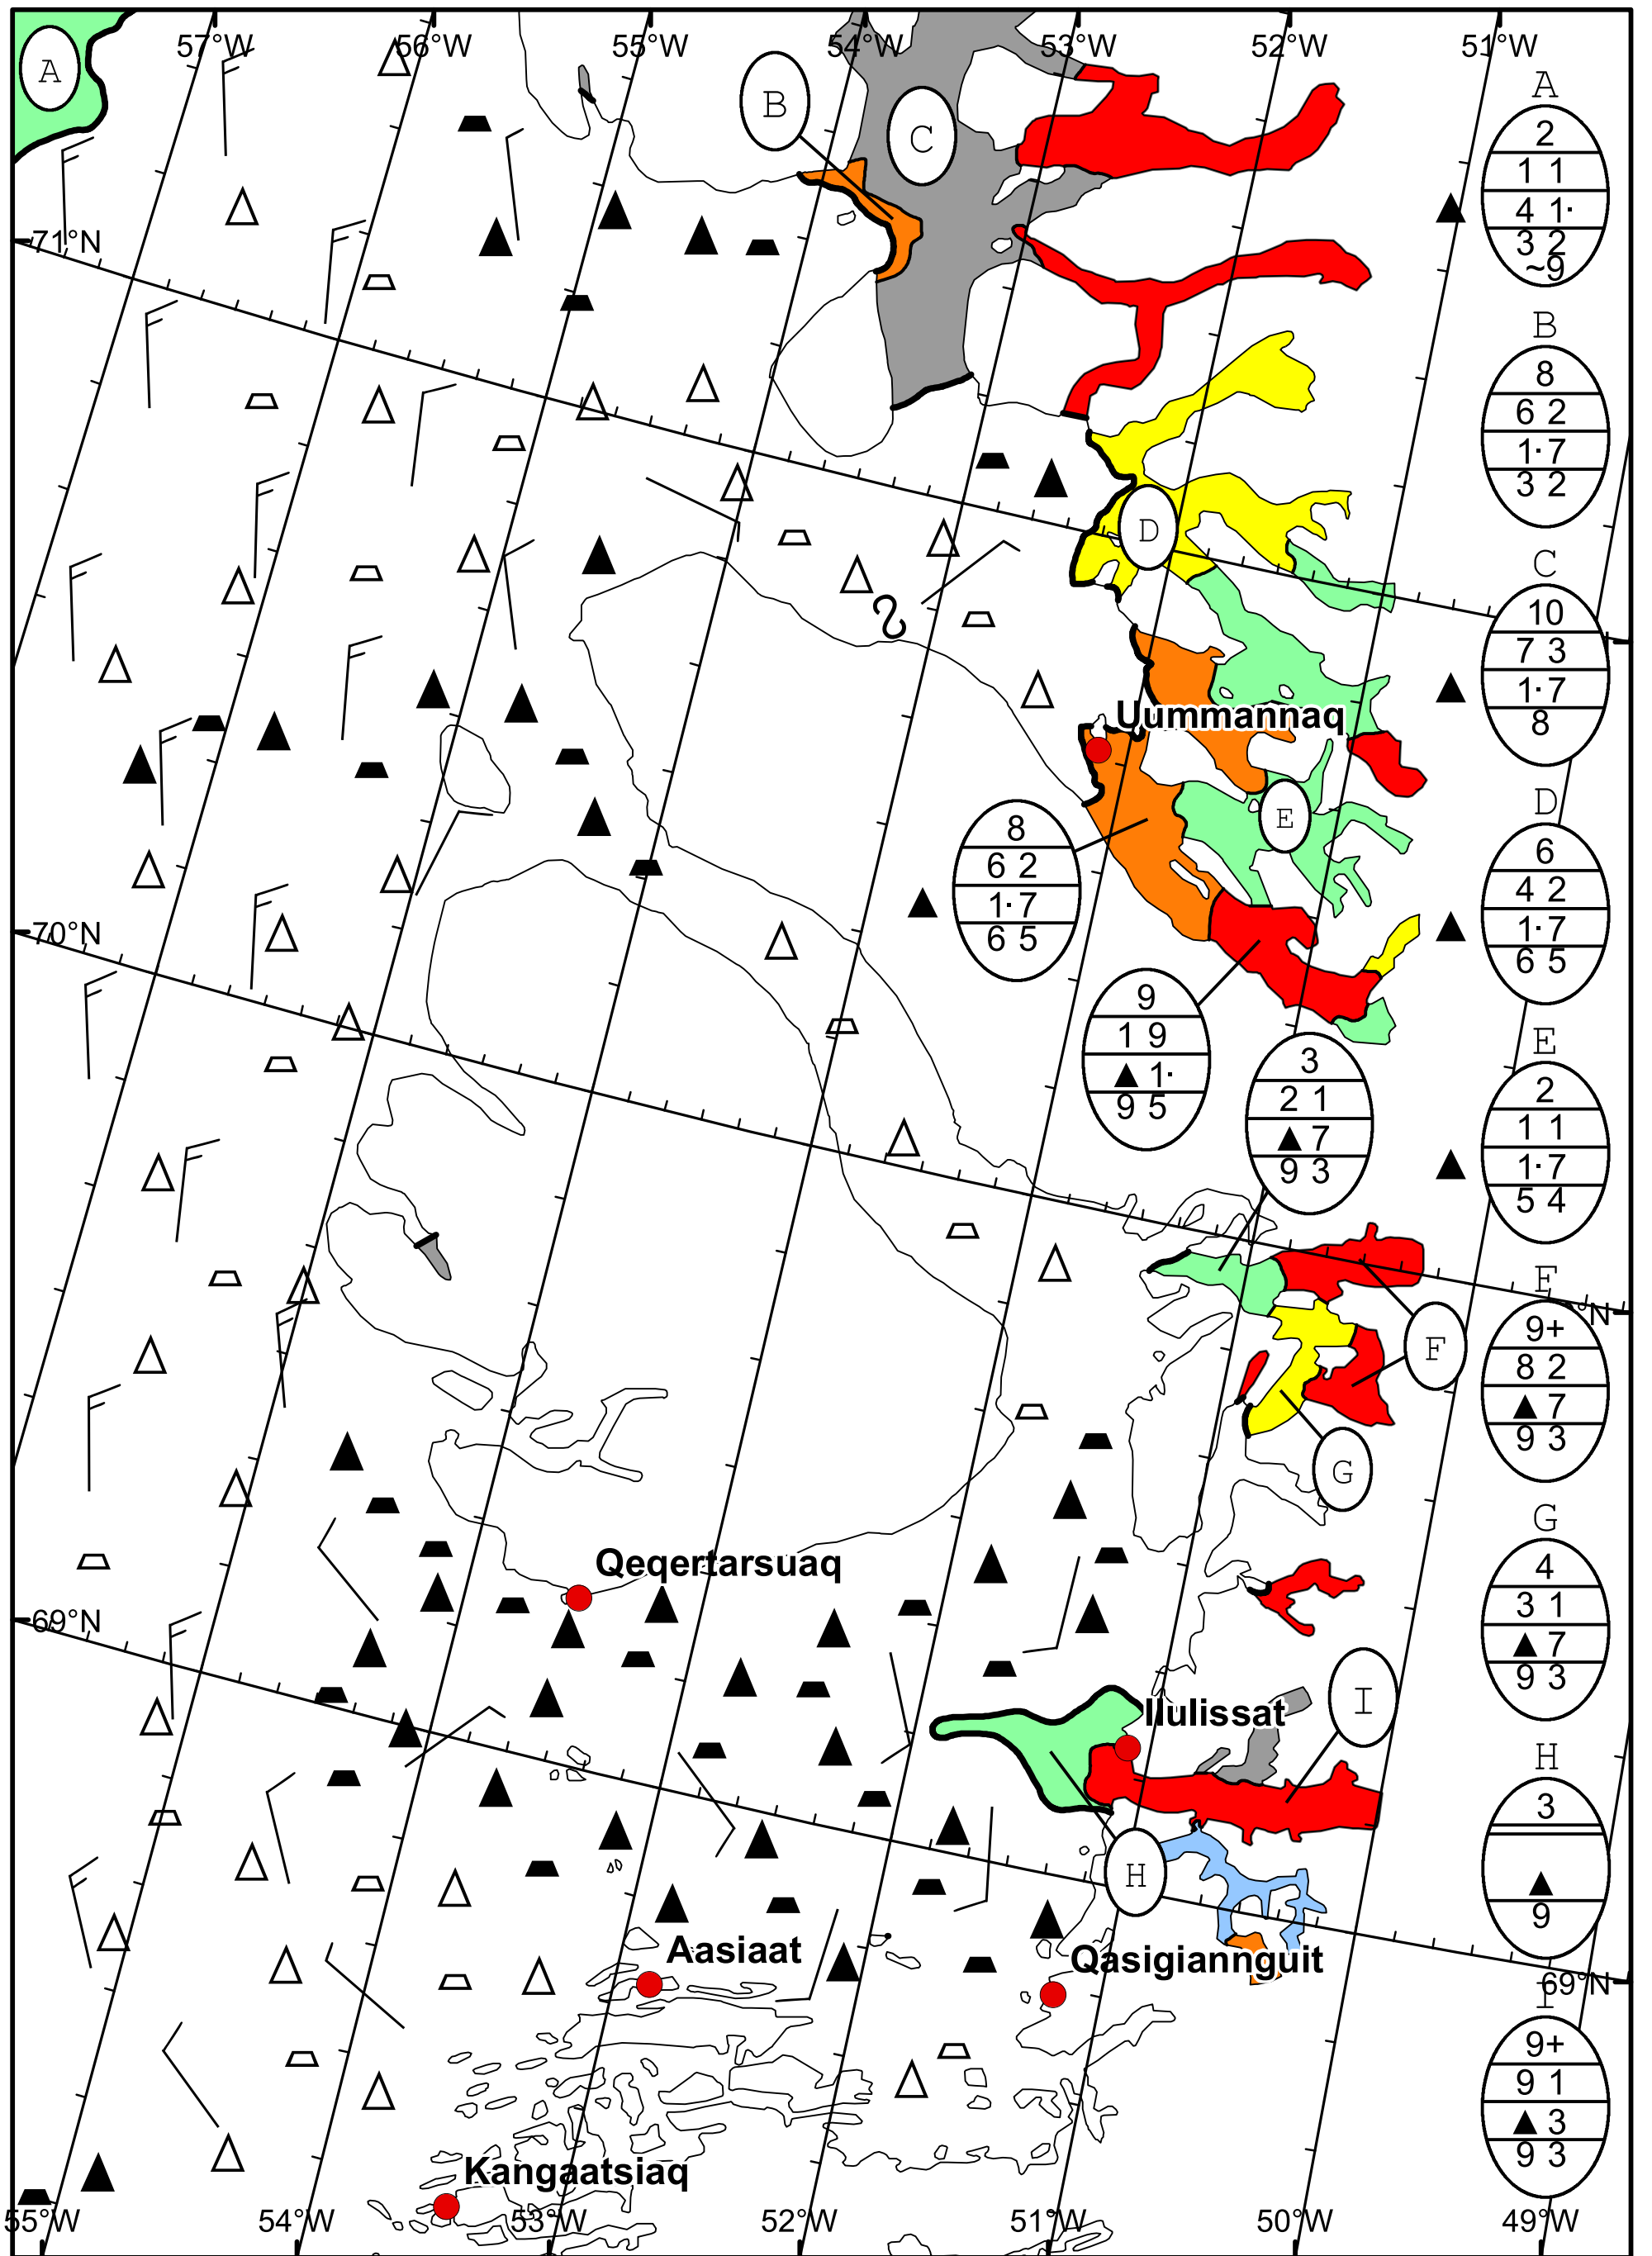 57°W 56°W 55°W 54°W 53°W 52°W 51°W
A
B
C
71°N
D
Uummannaq
E
8
6 2
1· 7
6 5
70°N
9
1 9
▲ 1·
9 5
3
2 1
▲ 7
9 3
°N
F
G
Qeqertarsuaq
69°N
Ilulissat
I
H
Aasiaat
Qasigiannguit
69°N
Kangaatsiaq
55°W 54°W 53°W 52°W 51°W 50°W 49°W
A
2
1 1
4 1·
3 2
~9
B
8
6 2
1· 7
3 2
C
10
7 3
1· 7
8
D
6
4 2
1· 7
6 5
E
2
1 1
1· 7
5 4
F
9+
8 2
▲ 7
9 3
G
4
3 1
▲ 7
9 3
H
3
▲
9
I
9+
9 1
▲ 3
9 3